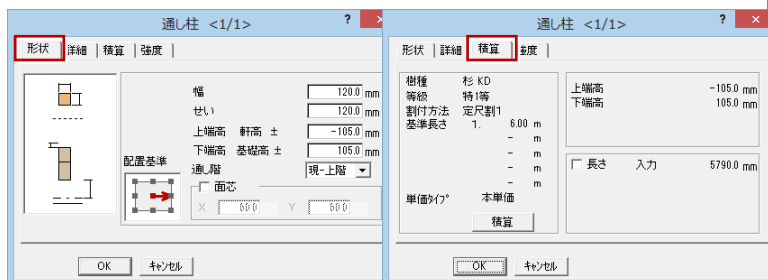 通し柱 <1/1>
? ×
形状 詳細 積算 強度
幅 120.0 mm
せい 120.0 mm
上端高 軒高 ± -105.0 mm
下端高 基礎高 ± 105.0 mm
配置基準
通し階 現-上階
面芯
X 60.0 Y 60.0
OK キャンセル
通し柱 <1/1>
? ×
形状 詳細 積算 強度
樹種 杉 KD
等級 特1等
割付方法 定尺割1
基準長さ 1. 6.00 m
- m
- m
- m
- m
単価タイプ 本単価
積算
上端高 -105.0 mm
下端高 105.0 mm
長さ 入力 5790.0 mm
OK キャンセル